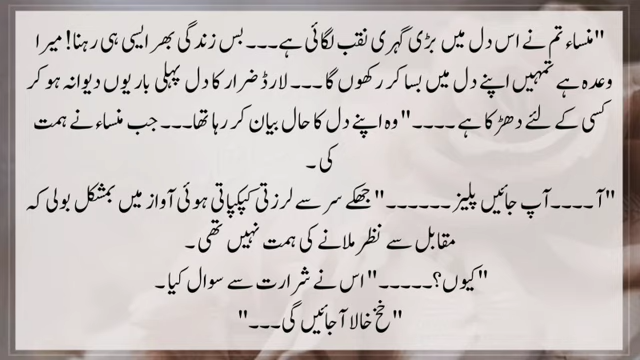 "منساء تم نے اس دل میں بڑی گہری نقب لگائی ہے۔۔۔ بس زندگی بھر ایسی ہی رہنا! میرا
وعدہ ہے تمہیں اپنے دل میں بسا کر رکھوں گا ۔۔۔ لارڈ ضرار کا دل پہلی بار یوں دیوانہ ہو کر
کسی کے لئے دھڑکا ہے ۔۔۔۔" وہ اپنے دل کا حال بیان کر رہا تھا۔۔۔ جب منساء نے ہمت
کی ۔
"آ ۔۔۔۔ آپ جائیں پلیز ۔۔۔۔۔۔" جھکے سر سے لرزتی کپکپاتی ہوئی آواز میں بمشکل بولی کہ
مقابل سے نظر ملانے کی ہمت نہیں تھی ۔
"کیوں؟۔۔۔۔۔" اس نے شرارت سے سوال کیا۔
"خخ خالا آجائیں گی۔۔۔"